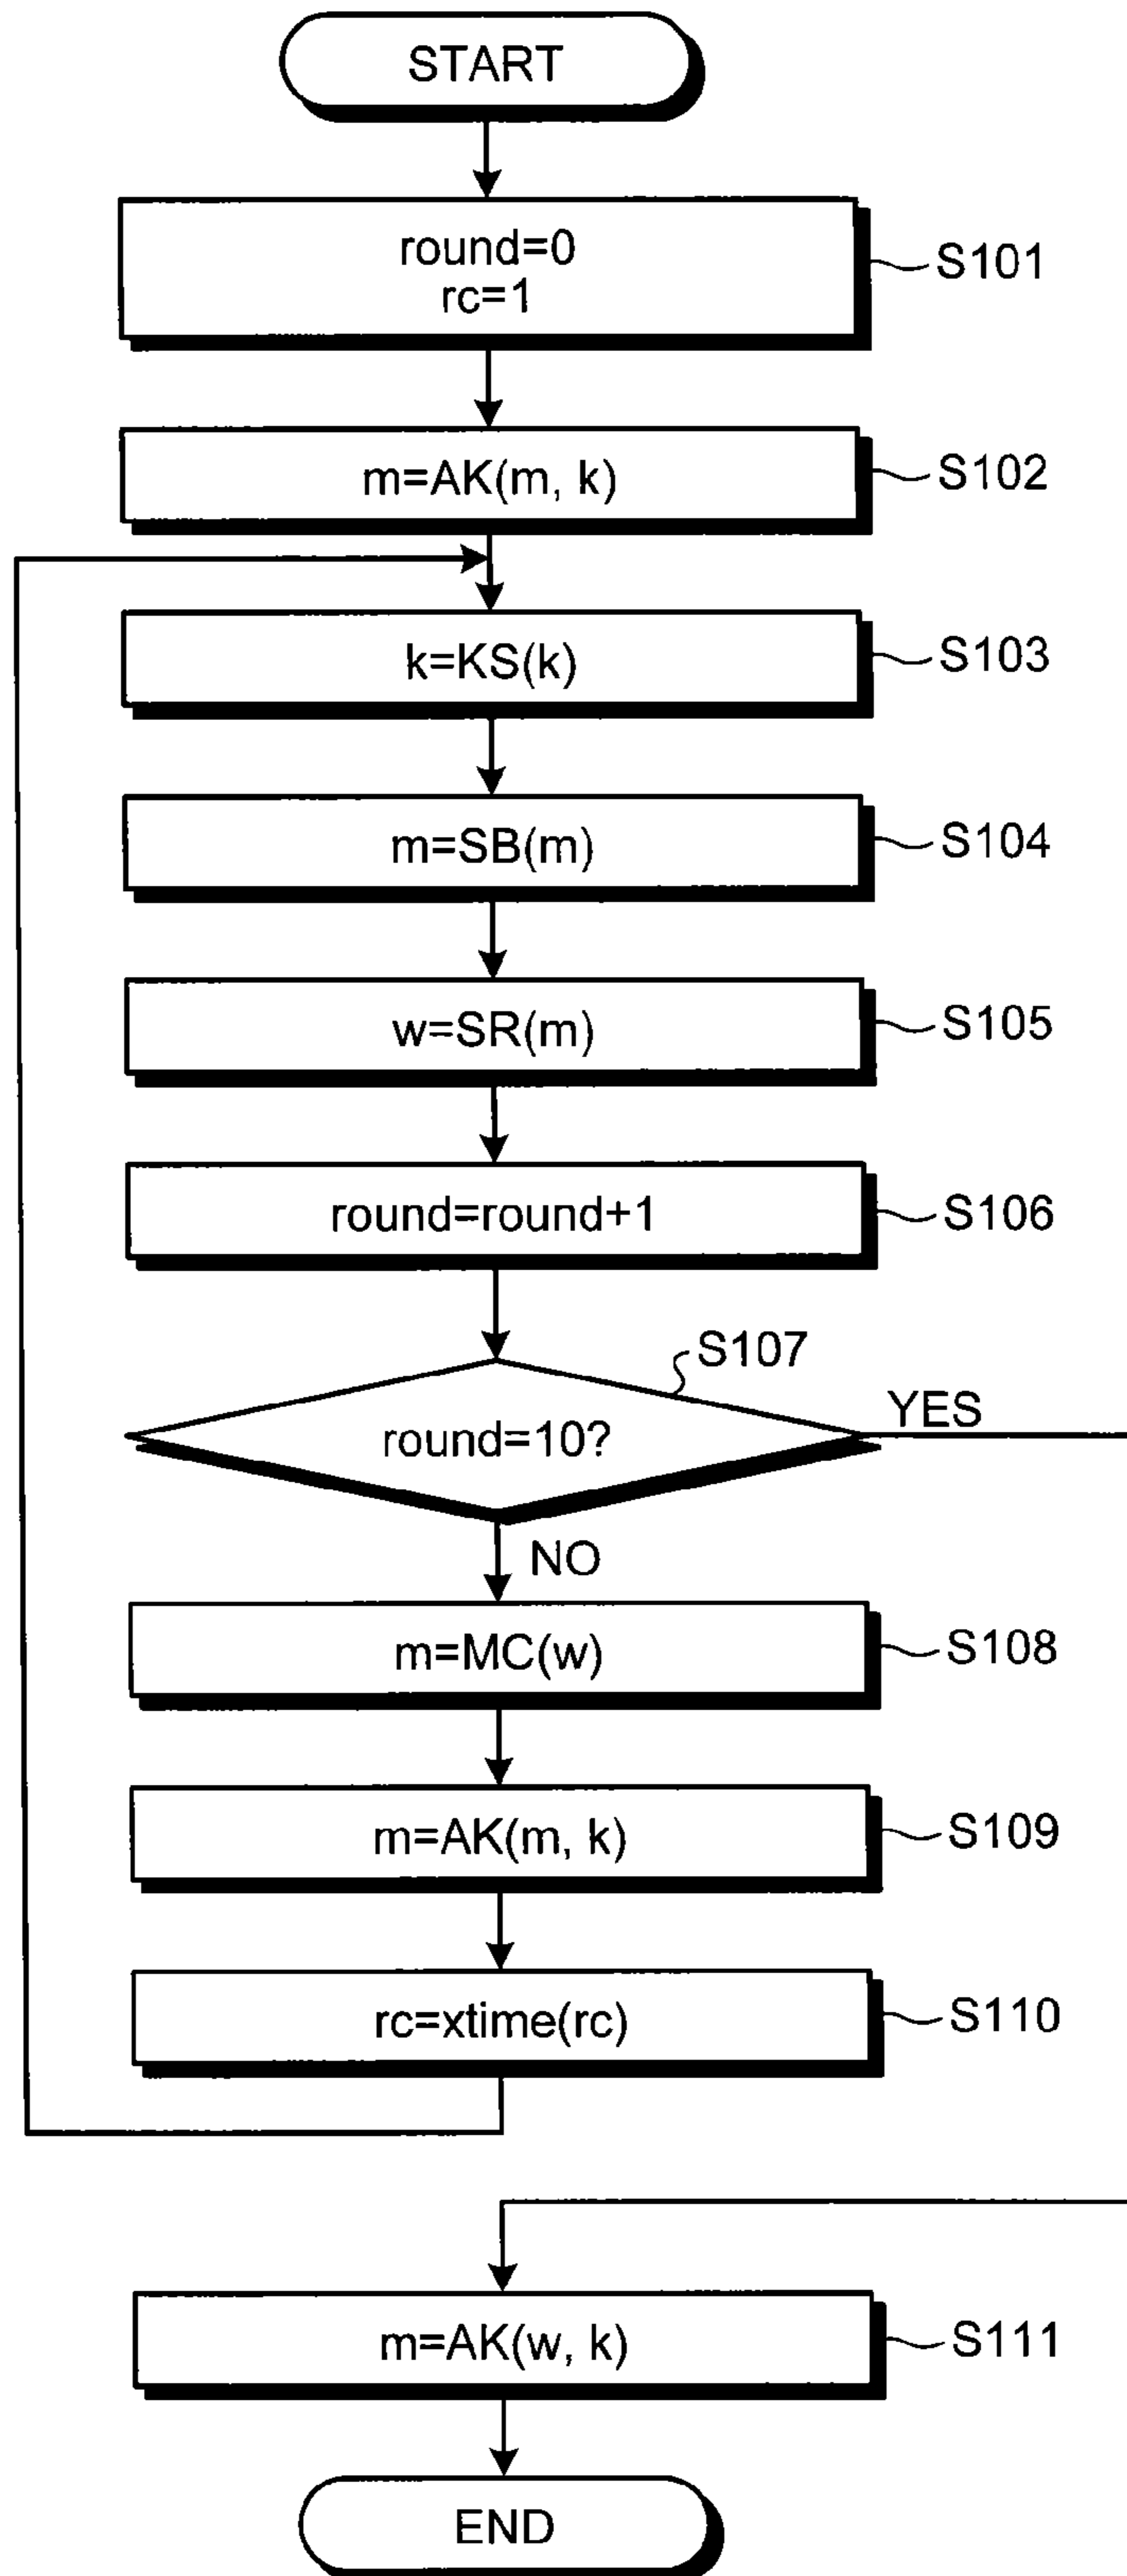 START
round=0
rc=1
S101
m=AK(m, k)
S102
k=KS(k)
S103
m=SB(m)
S104
w=SR(m)
S105
round=round+1
S106
S107
round=10?
YES
NO
m=MC(w)
S108
m=AK(m, k)
S109
rc=xtime(rc)
S110
m=AK(w, k)
S111
END